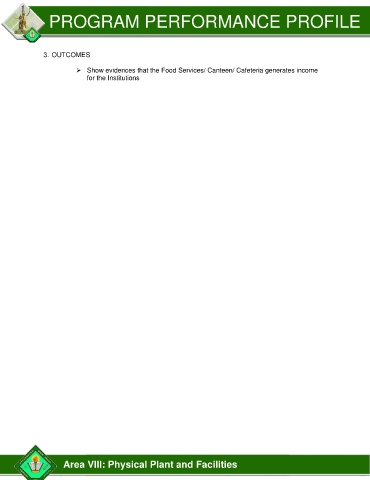 PROGRAM PERFORMANCE PROFILE
3. OUTCOMES
➢ Show evidences that the Food Services/ Canteen/ Cafeteria generates income
for the Institutions
Area VIII: Physical Plant and Facilities